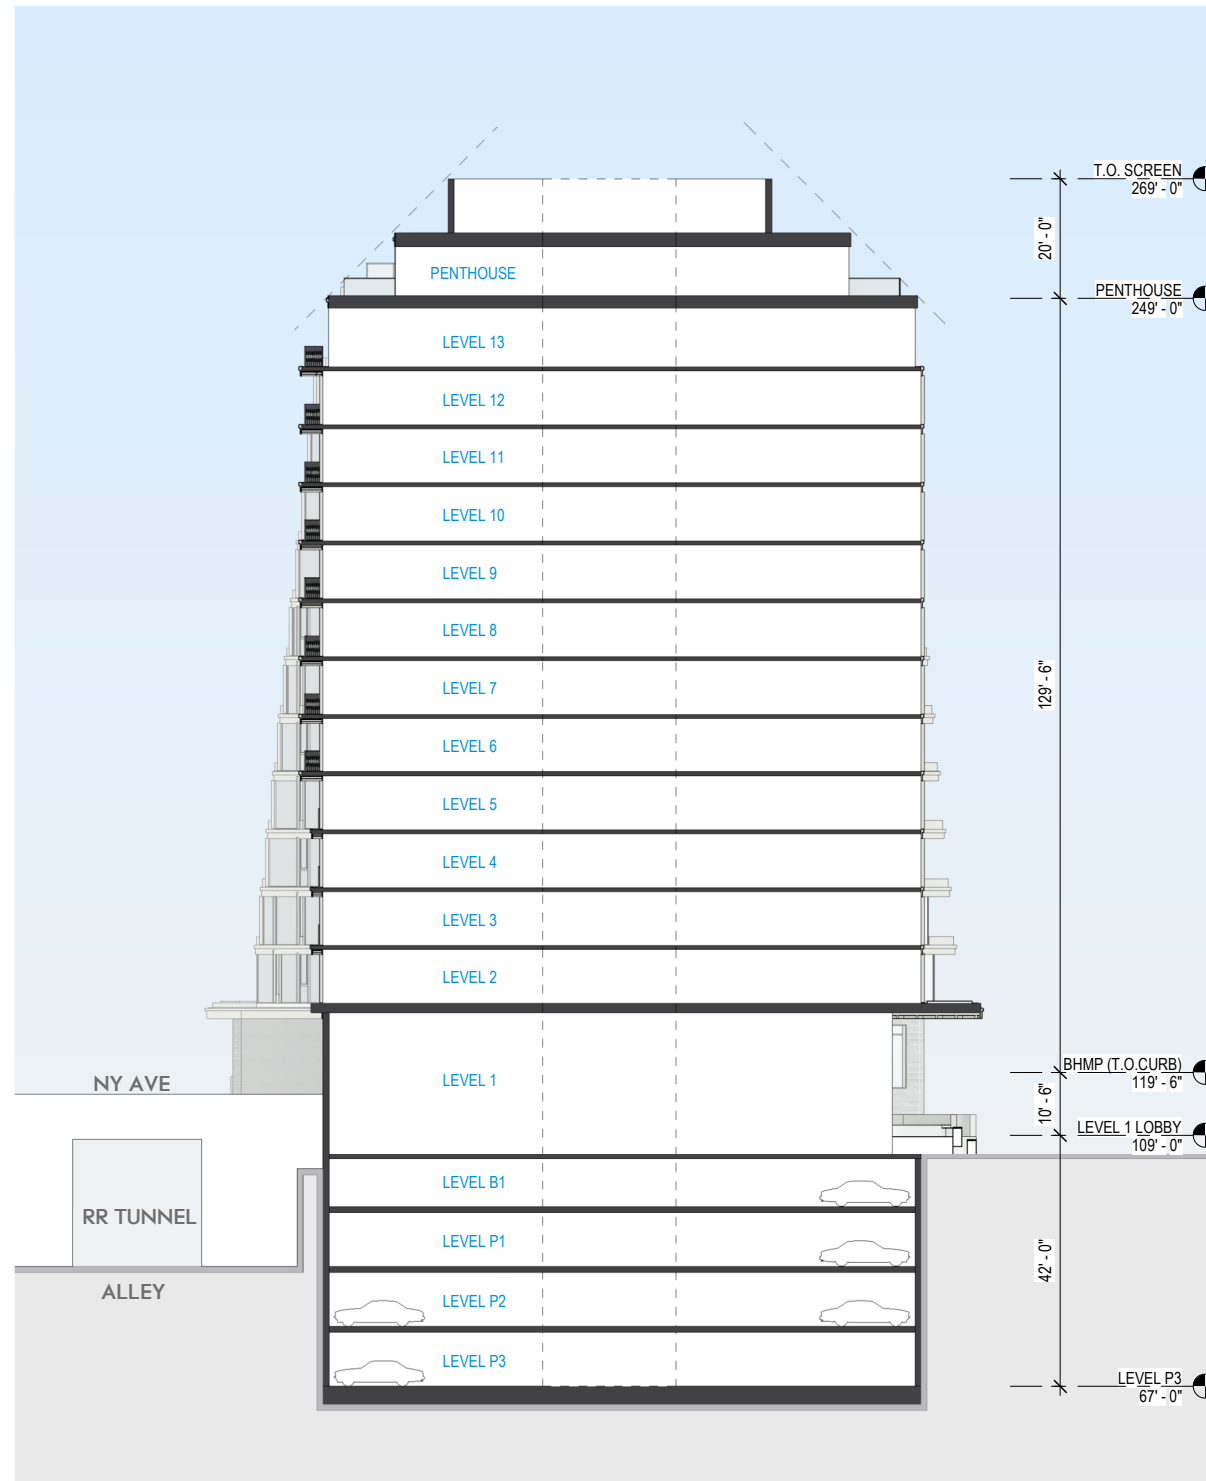 T.O. SCREEN
269' - 0"
20' - 0"
PENTHOUSE
PENTHOUSE
249' - 0"
LEVEL 13
LEVEL 12
LEVEL 11
LEVEL 10
LEVEL 9
LEVEL 8
LEVEL 7
129' - 6"
LEVEL 6
LEVEL 5
LEVEL 4
LEVEL 3
LEVEL 2
BHMP (T.O.CURB)
119' - 6"
NY AVE
LEVEL 1
10' - 6"
LEVEL 1 LOBBY
109' - 0"
LEVEL B1
RR TUNNEL
LEVEL P1
42' - 0"
ALLEY
LEVEL P2
LEVEL P3
LEVEL P3
67' - 0"